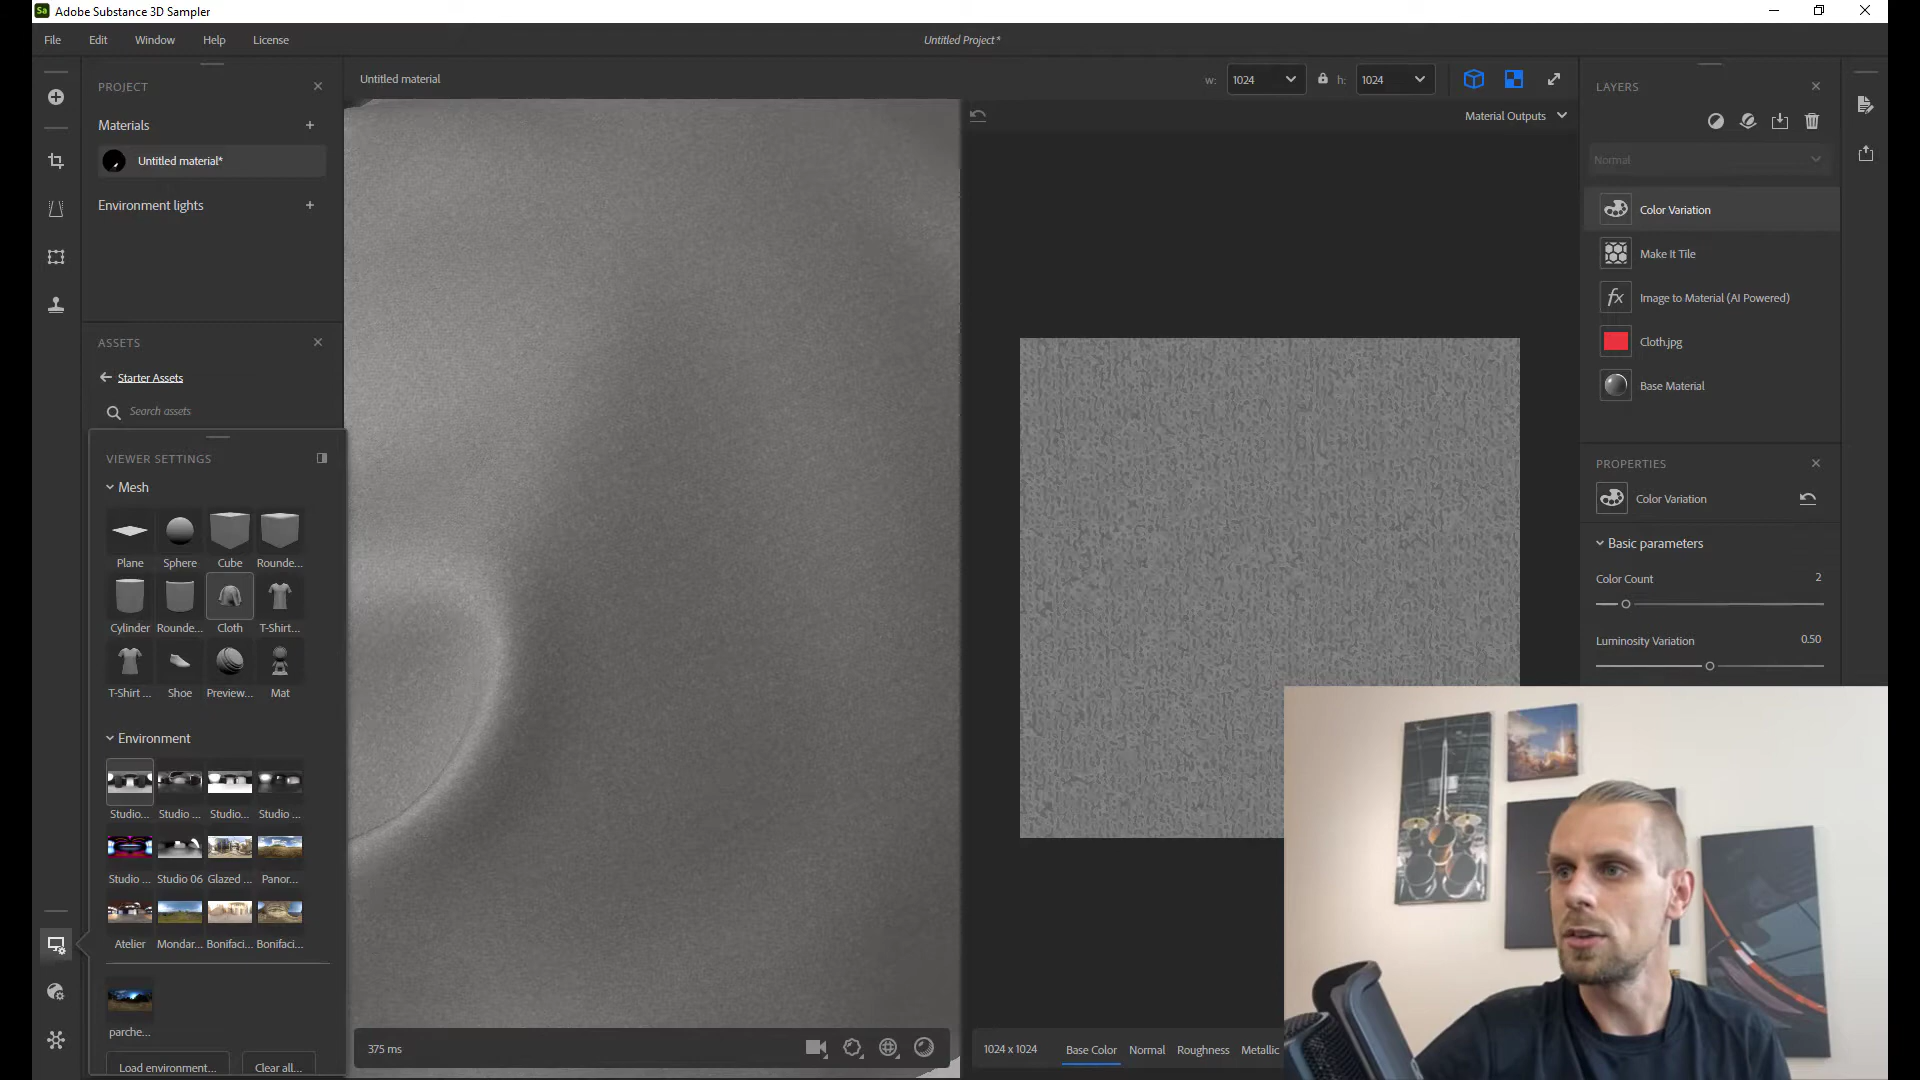 Sa Adobe Substance 3D Sampler
File Edit Window Help License
Untitled Project*
PROJECT
Materials
Untitled material*
Environment lights
ASSETS
Starter Assets
Search assets
VIEWER SETTINGS
Mesh
Plane Sphere Cube Rounde...
Cylinder Rounde... Cloth T-Shirt...
T-Shirt ... Shoe Preview... Mat
Environment
Studio... Studio ... Studio... Studio ...
Studio ... Studio 06 Glazed ... Panor...
Atelier Mondar... Bonifaci... Bonifaci...
parche...
Load environment... Clear all...
Untitled material
w: 1024 h: 1024
Material Outputs
375 ms
1024 x 1024 Base Color Normal Roughness Metallic
LAYERS
Normal
Color Variation
Make It Tile
fx Image to Material (AI Powered)
Cloth.jpg
Base Material
PROPERTIES
Color Variation
Basic parameters
Color Count 2
Luminosity Variation 0.50